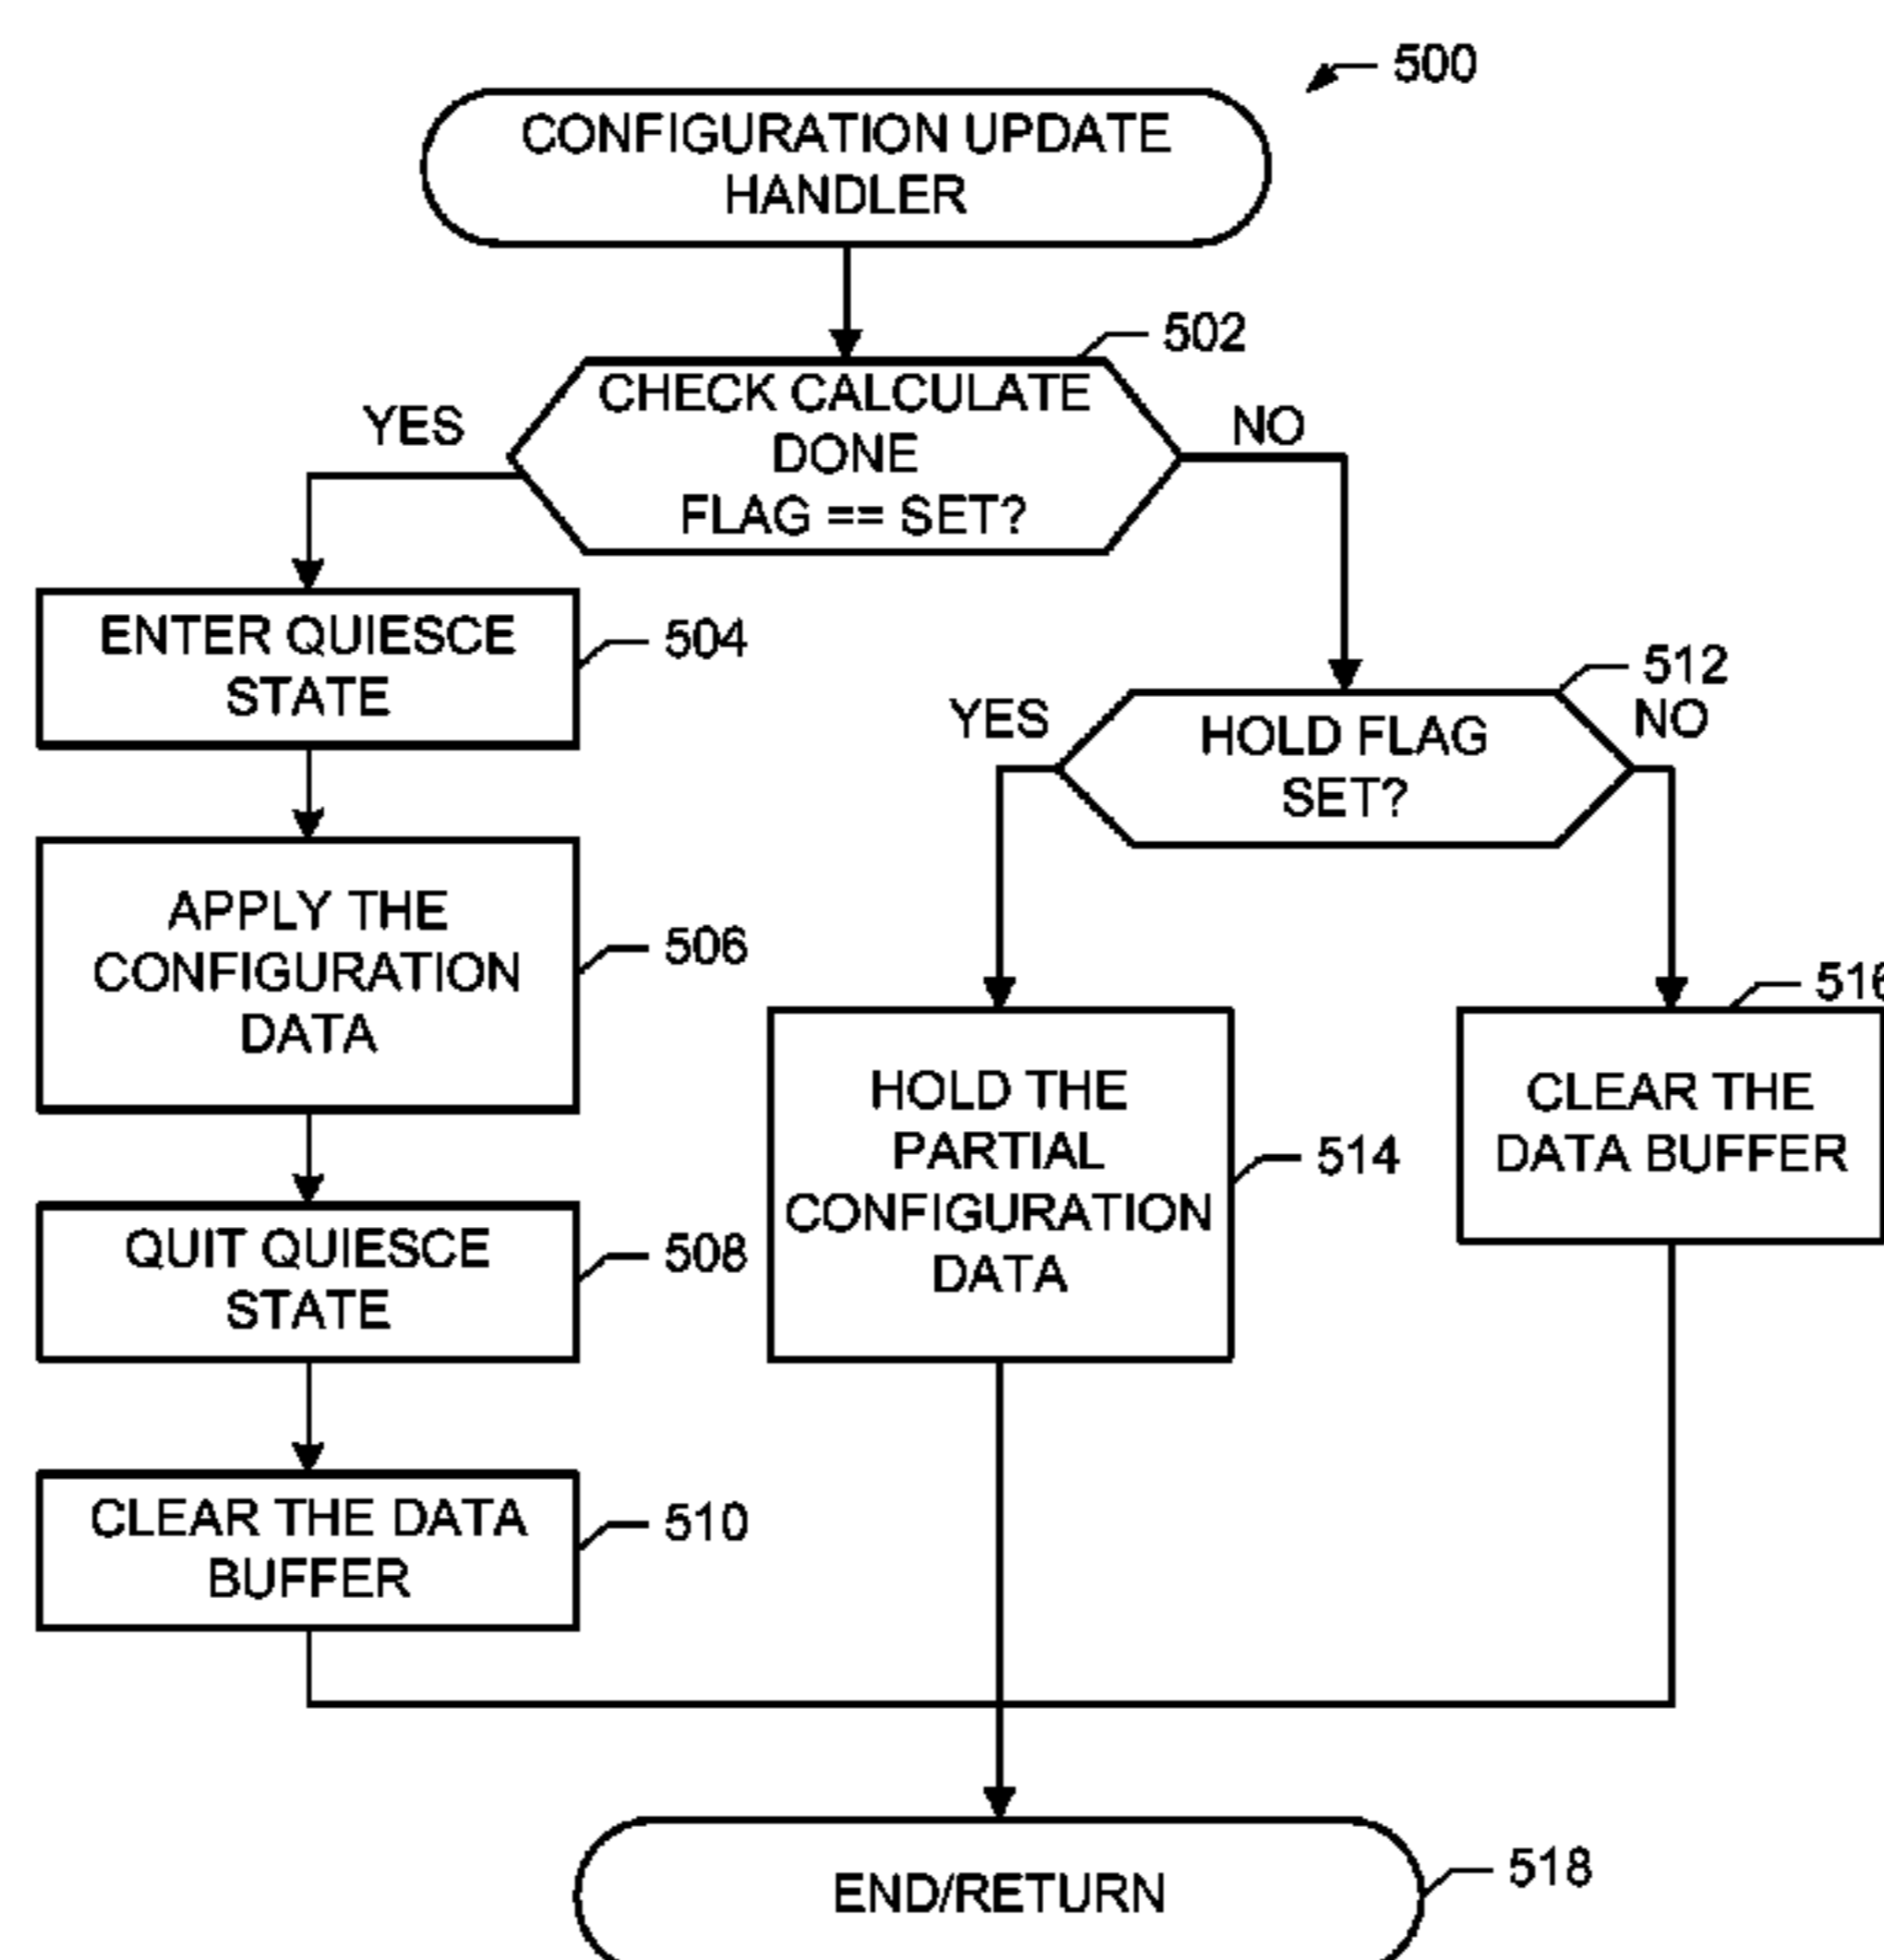 500
CONFIGURATION UPDATE
HANDLER
502
CHECK CALCULATE
DONE
FLAG == SET?
YES
NO
ENTER QUIESCE
STATE
504
512
HOLD FLAG
SET?
YES
NO
APPLY THE
CONFIGURATION
DATA
506
HOLD THE
PARTIAL
CONFIGURATION
DATA
514
516
CLEAR THE
DATA BUFFER
QUIT QUIESCE
STATE
508
CLEAR THE DATA
BUFFER
510
END/RETURN
518